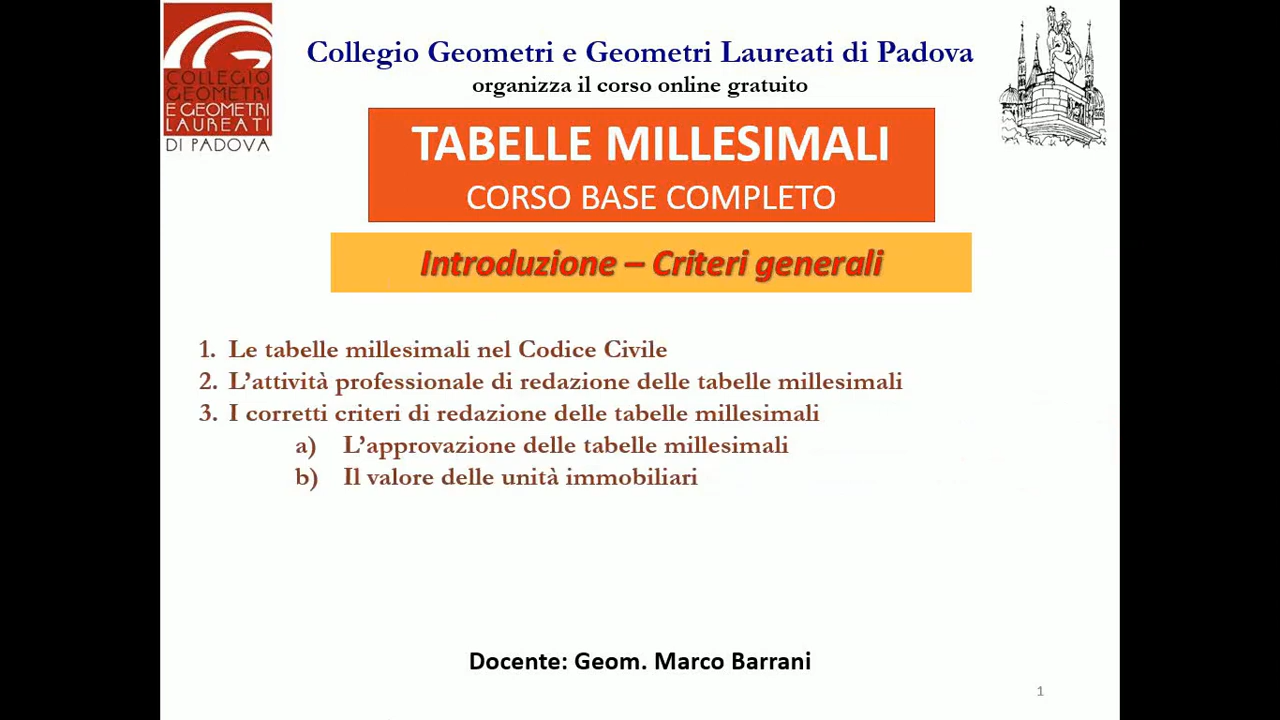 COLLEGIO
GEOMETRI
E GEOMETRI
LAUREATI
DI PADOVA
Collegio Geometri e Geometri Laureati di Padova
organizza il corso online gratuito
TABELLE MILLESIMALI
CORSO BASE COMPLETO
Introduzione – Criteri generali
1. Le tabelle millesimali nel Codice Civile
2. L’attività professionale di redazione delle tabelle millesimali
3. I corretti criteri di redazione delle tabelle millesimali
a) L’approvazione delle tabelle millesimali
b) Il valore delle unità immobiliari
Docente: Geom. Marco Barrani
1